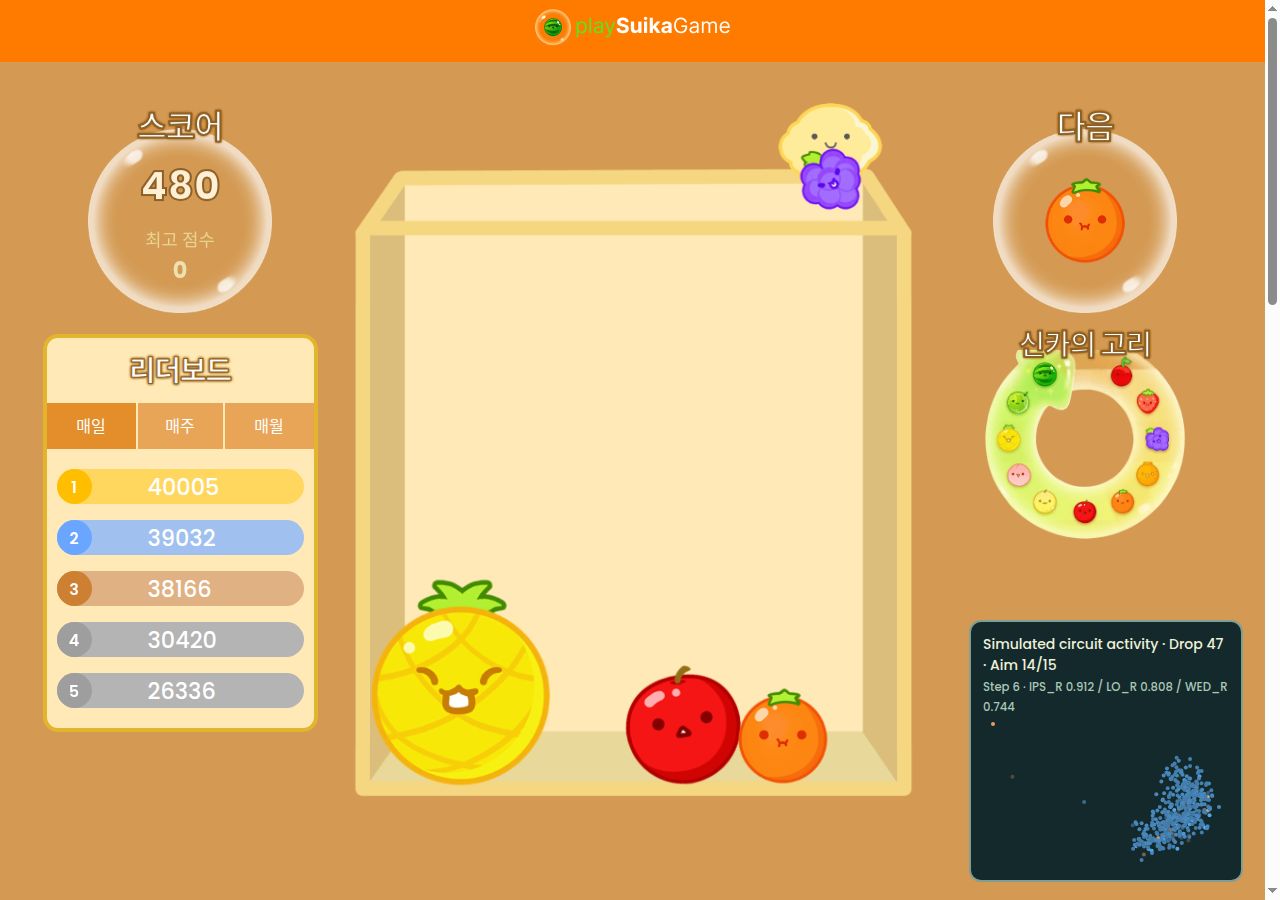 playSuikaGame
스코어
480
최고 점수
0
다음
리더보드
매일 매주 매월
1 40005
2 39032
3 38166
4 30420
5 26336
신카의 고리
Simulated circuit activity · Drop 47
· Aim 14/15
Step 6 · IPS_R 0.912 / LO_R 0.808 / WED_R
0.744